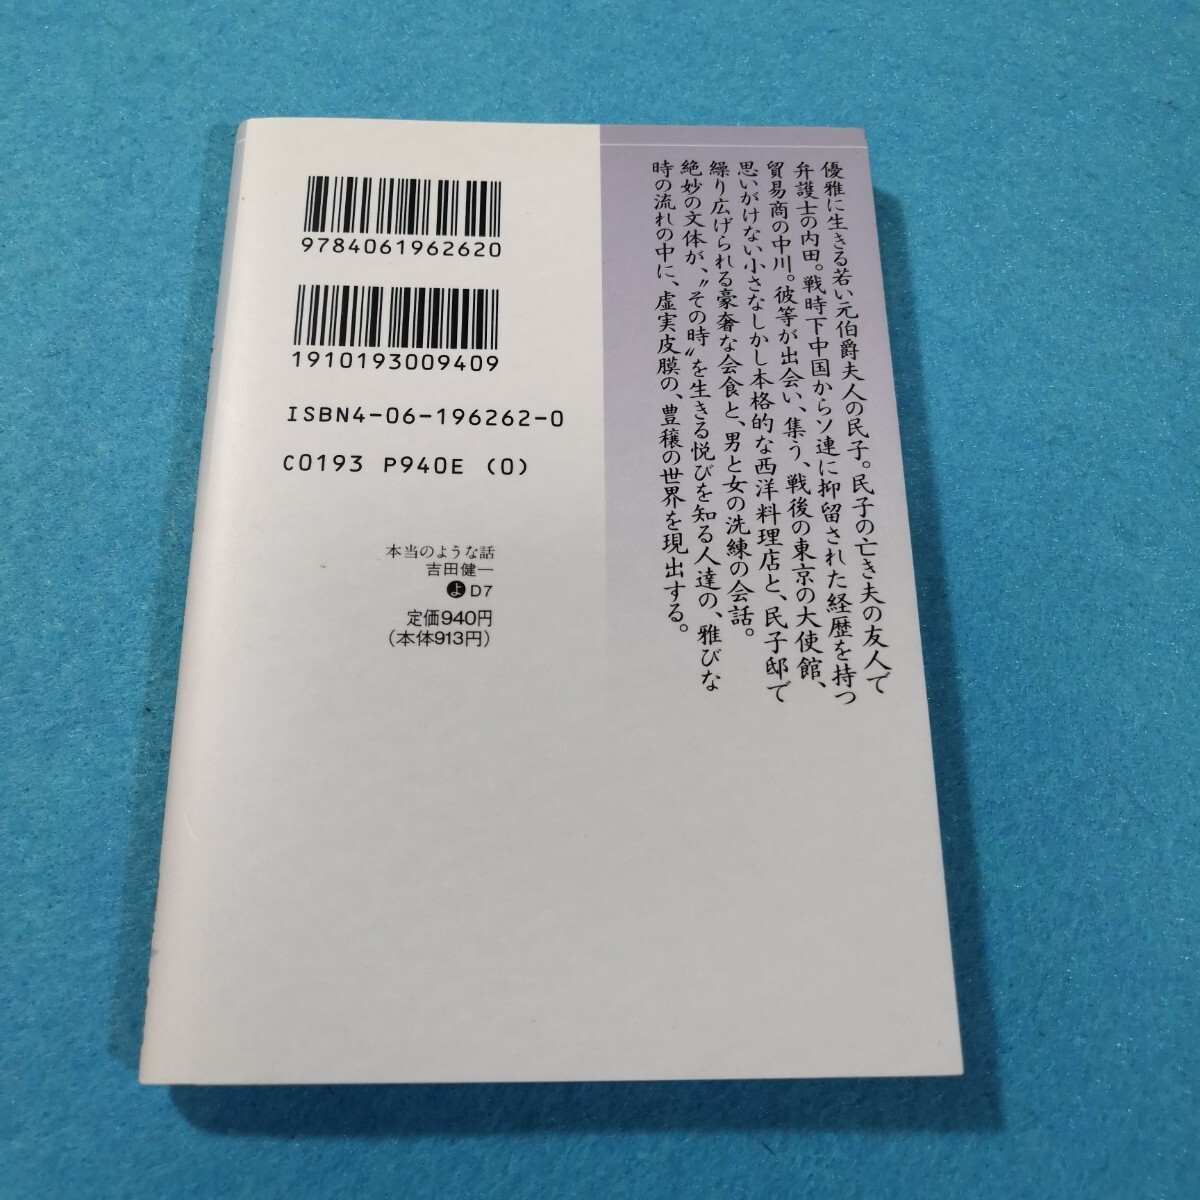 優雅に生きる若い元伯爵夫人の民子。民子の亡き夫の友人で
弁護士の内田。戦時下中国からソ連に抑留された経歴を持つ
貿易商の中川。彼等が出会い、集う、戦後の東京の大使館、
思いがけない小さなしかし本格的な西洋料理店と、民子邸で
繰り広げられる豪奢な会食と、男と女の洗練の会話。
絶妙の文体が、〝その時〟を生きる悦びを知る人達の、雅びな
時の流れの中に、虚実皮膜の、豊穣の世界を現出する。
9784061962620
1910193009409
ISBN4-06-196262-0
C0193 P940E (0)
本当のような話
吉田健一
よ D7
定価940円
(本体913円)